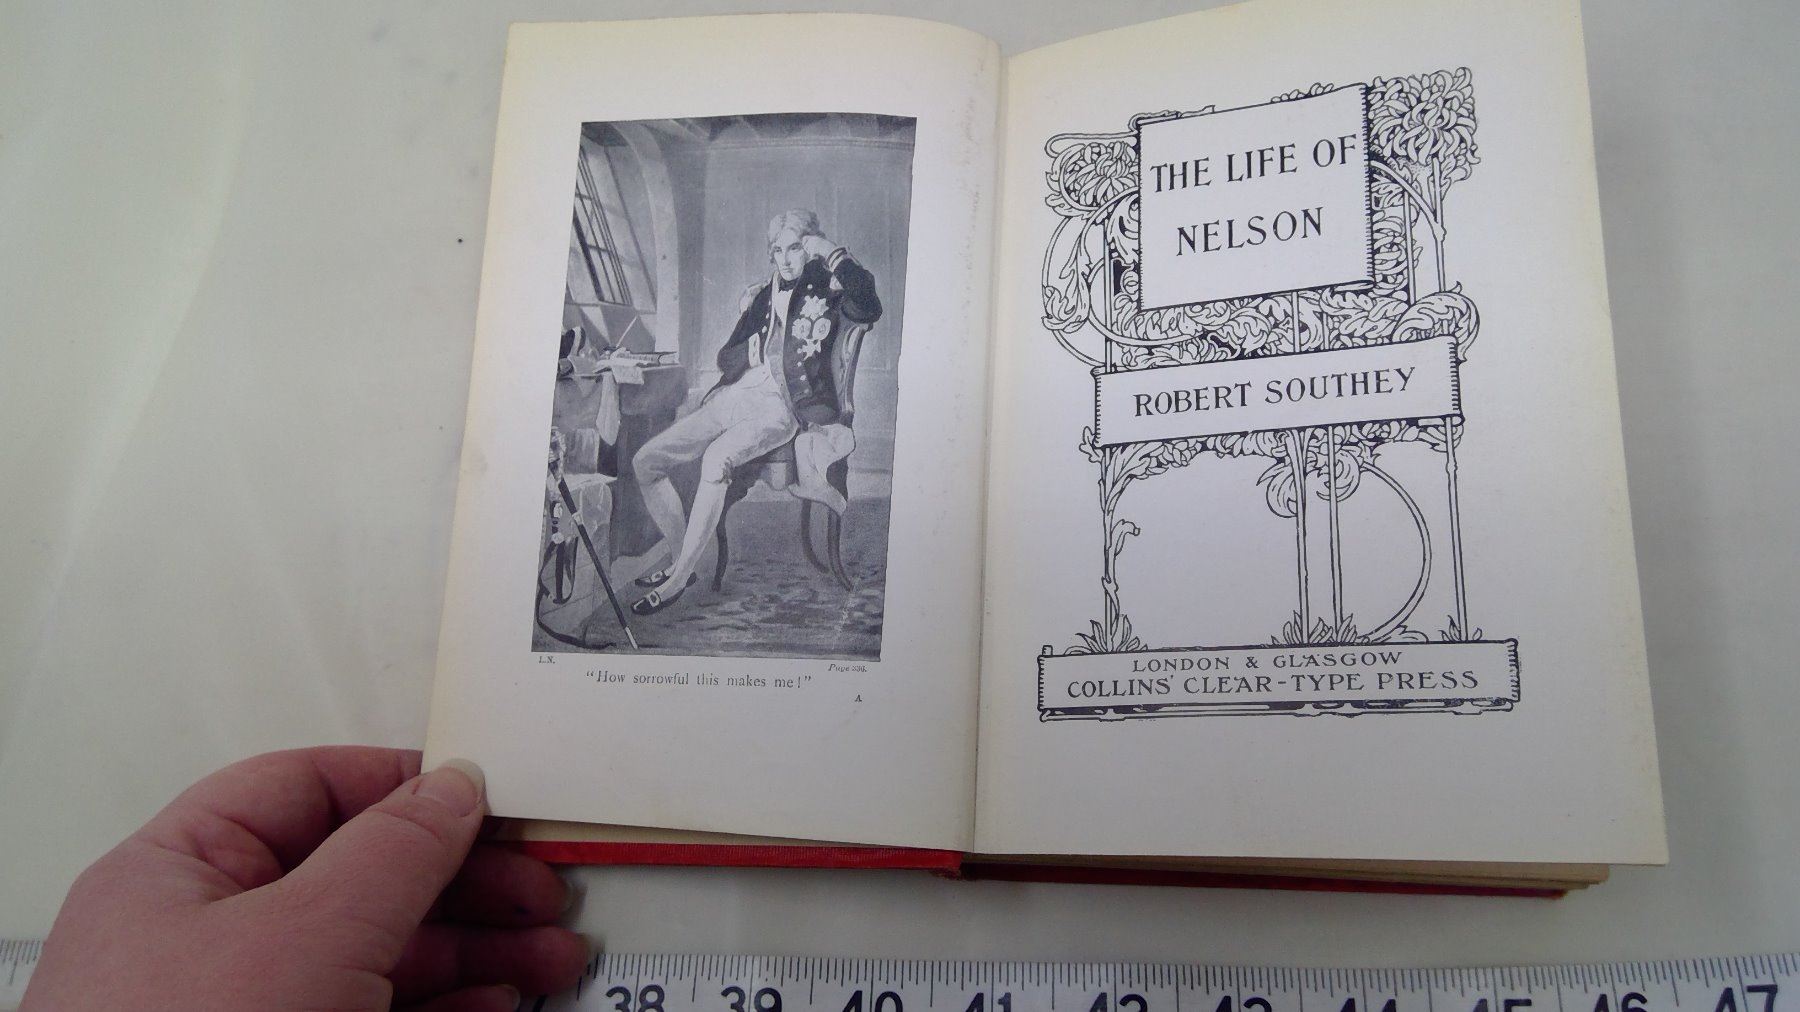 L.N.
Page 336.
"How sorrowful this makes me!"
A
THE LIFE OF
NELSON
ROBERT SOUTHEY
LONDON & GLASGOW
COLLINS' CLEAR-TYPE PRESS
38 39 40 41 42 43 44 45 46 47